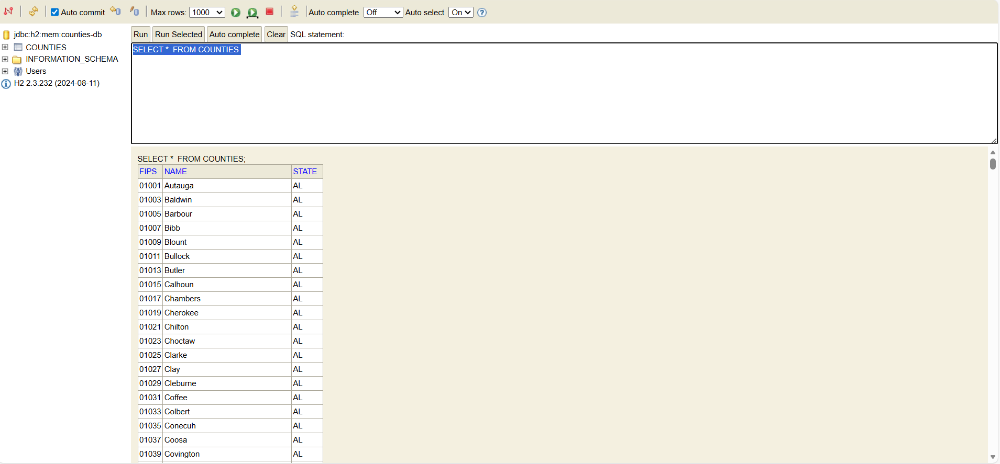 Auto commit Max rows: 1000 Auto complete Off Auto select On ?
jdbc:h2:mem:counties-db
COUNTIES
INFORMATION_SCHEMA
Users
H2 2.3.232 (2024-08-11)
Run Run Selected Auto complete Clear SQL statement:
SELECT *  FROM COUNTIES
SELECT *  FROM COUNTIES;
FIPS NAME STATE
01001 Autauga AL
01003 Baldwin AL
01005 Barbour AL
01007 Bibb AL
01009 Blount AL
01011 Bullock AL
01013 Butler AL
01015 Calhoun AL
01017 Chambers AL
01019 Cherokee AL
01021 Chilton AL
01023 Choctaw AL
01025 Clarke AL
01027 Clay AL
01029 Cleburne AL
01031 Coffee AL
01033 Colbert AL
01035 Conecuh AL
01037 Coosa AL
01039 Covington AL